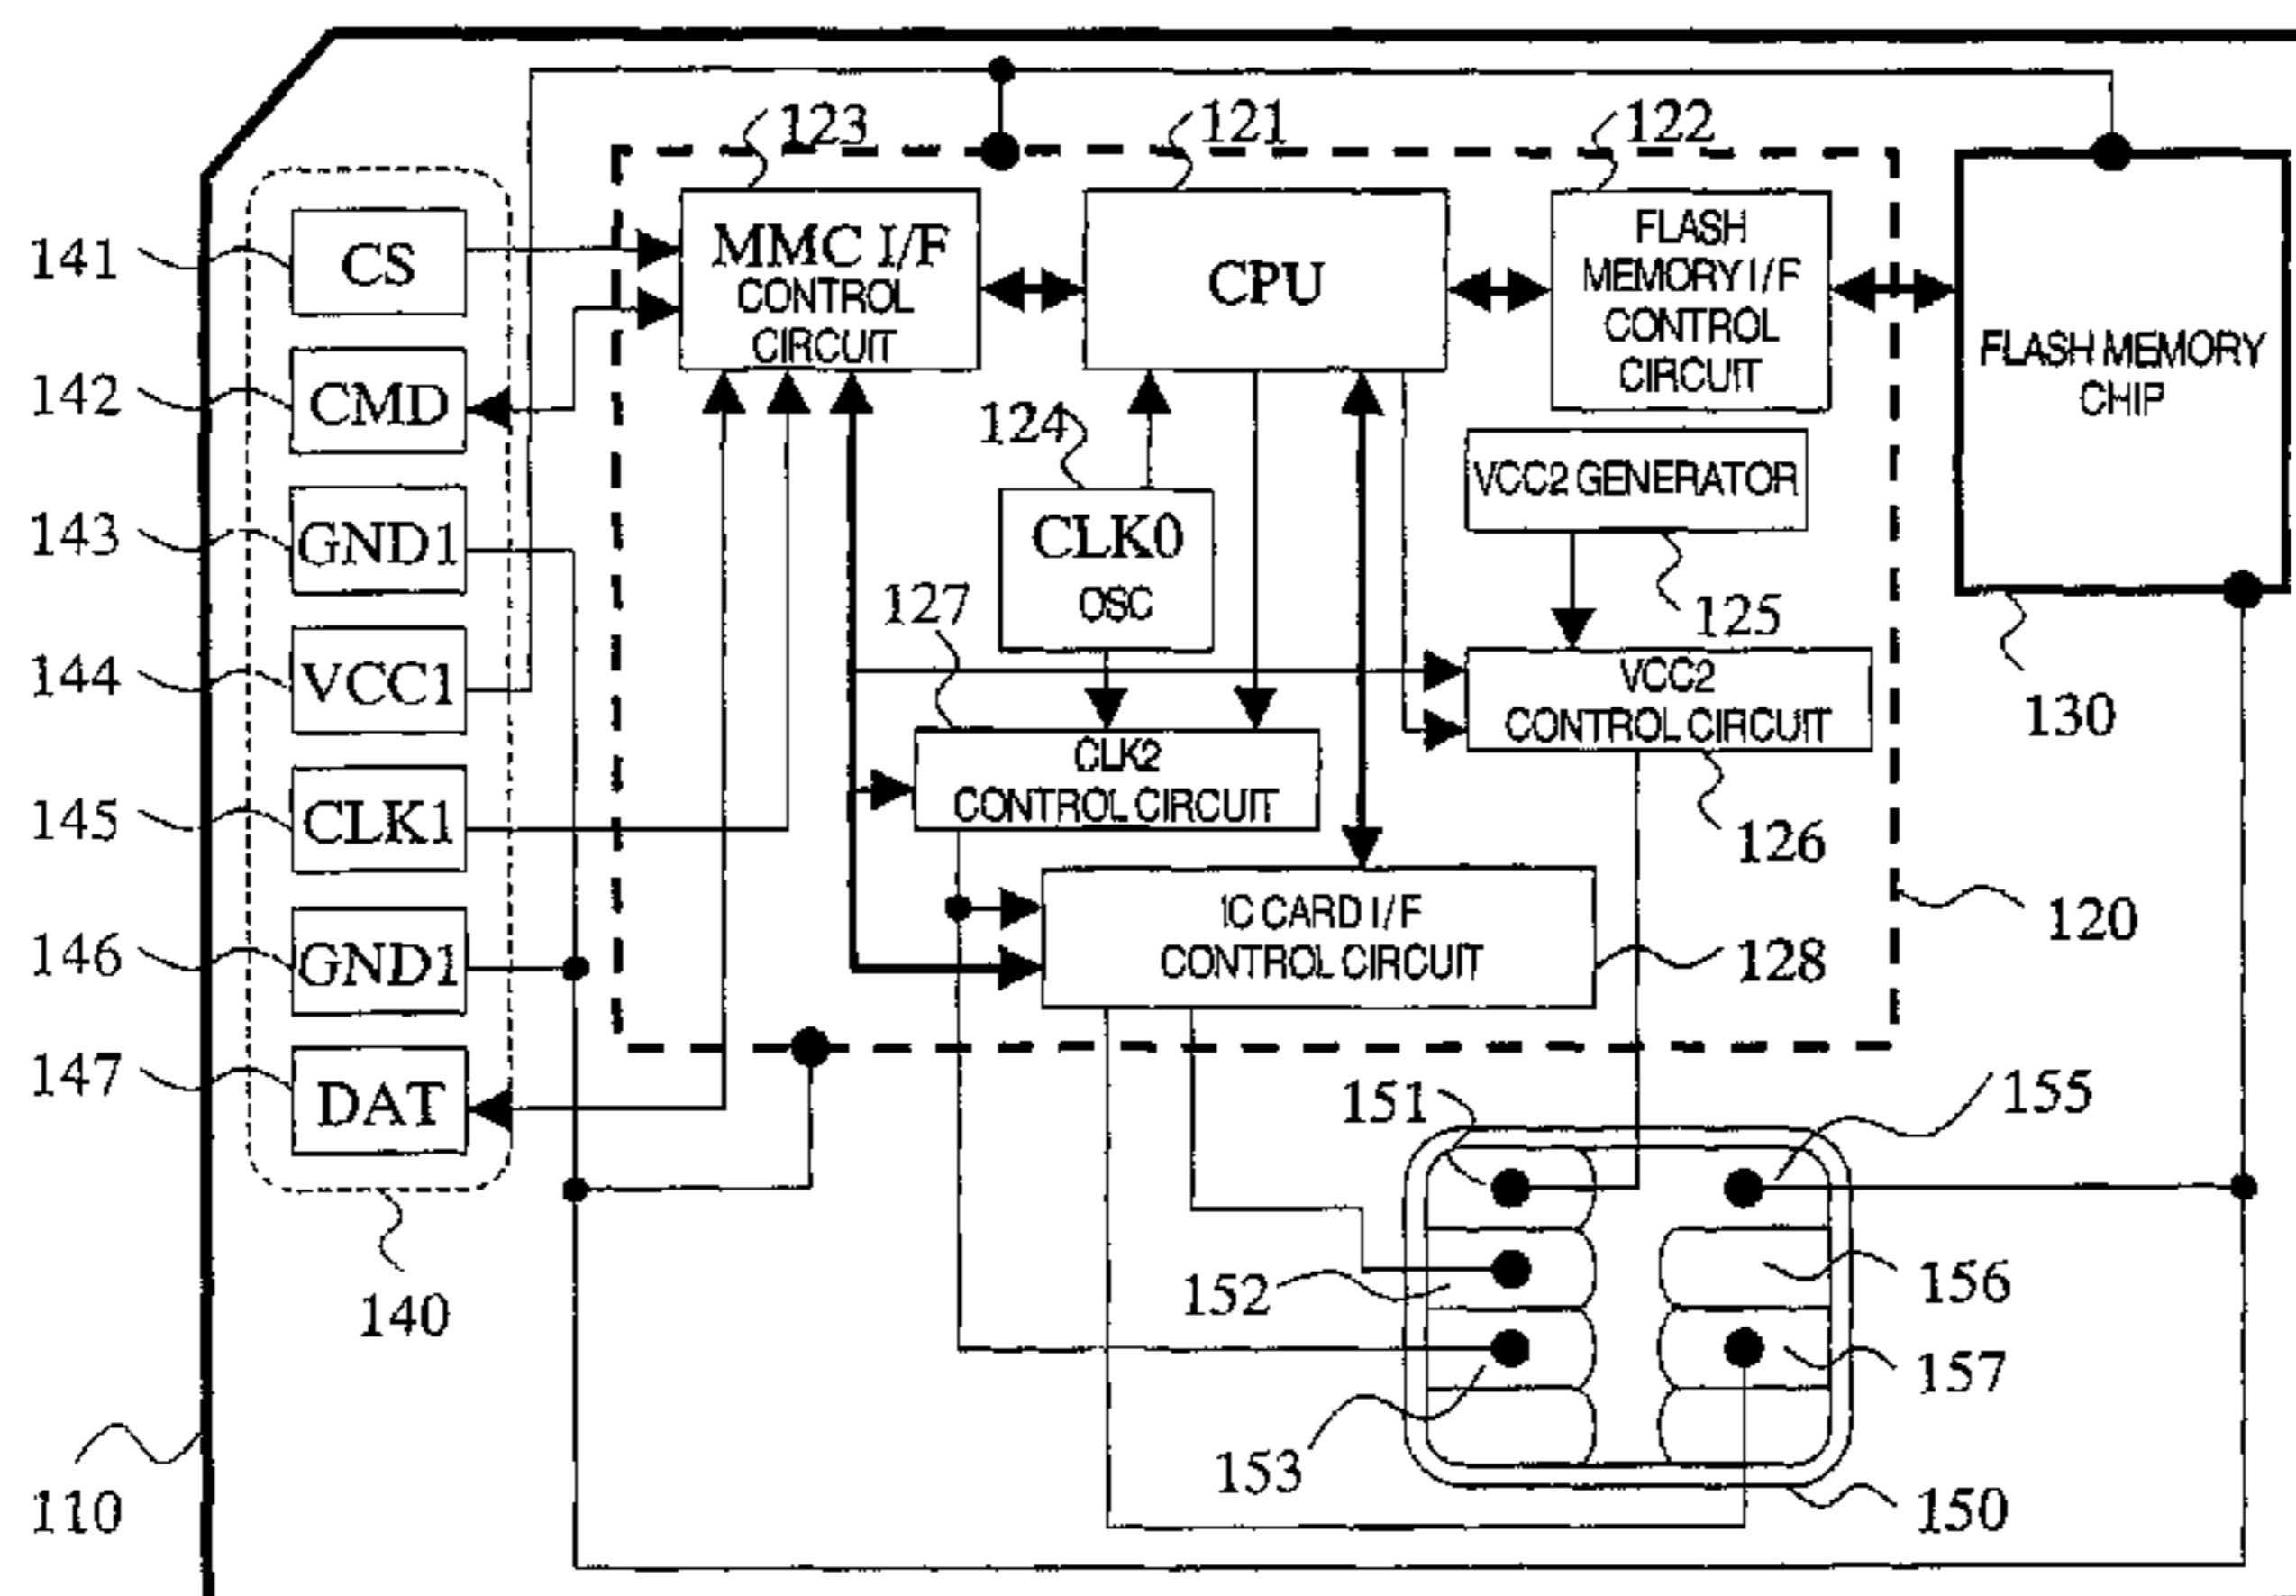 123
121
122
141
CS
MMC I/F
CONTROL
CIRCUIT
CPU
FLASH
MEMORY I/F
CONTROL
CIRCUIT
FLASH MEMORY
CHIP
142
CMD
124
VCC2 GENERATOR
143
GND1
CLK0
OSC
127
125
144
VCC1
VCC2
CONTROL CIRCUIT
130
145
CLK1
CLK2
CONTROL CIRCUIT
126
146
GND1
IC CARD I/F
CONTROL CIRCUIT
128
120
147
DAT
151
155
140
152
156
153
157
110
150